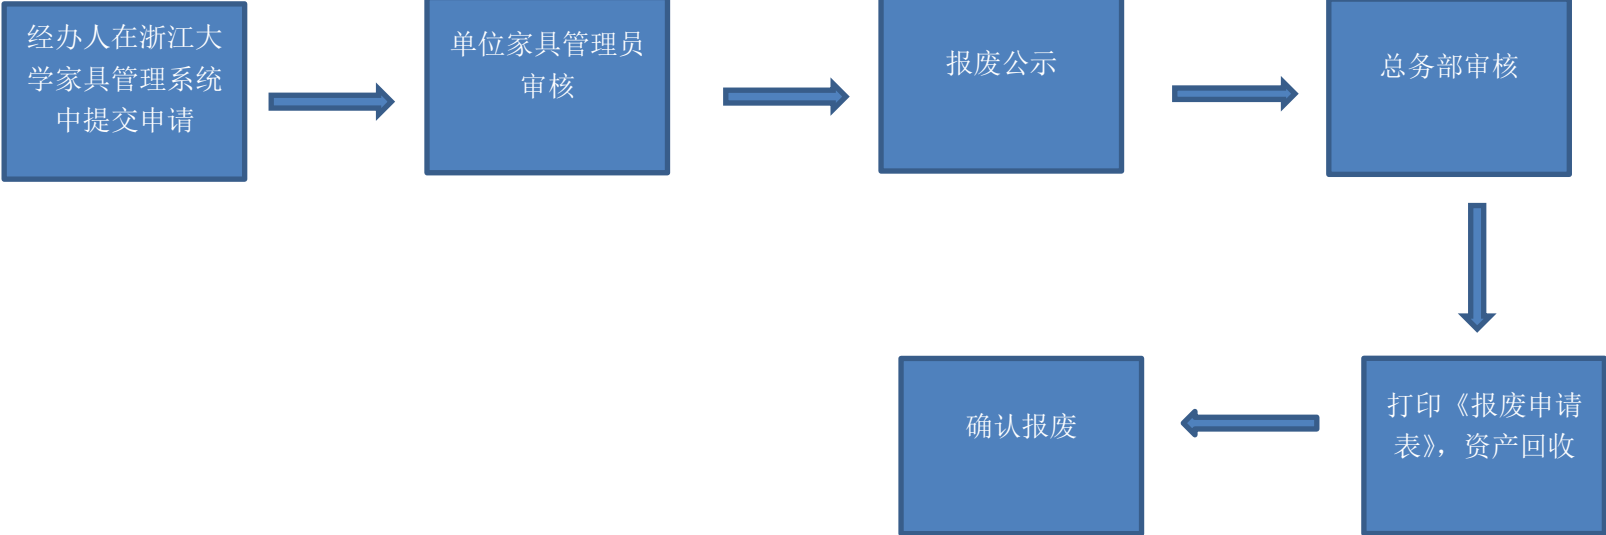 经办人在浙江大
学家具管理系统
中提交申请
单位家具管理员
审核
报废公示
总务部审核
打印《报废申请
表》，资产回收
确认报废